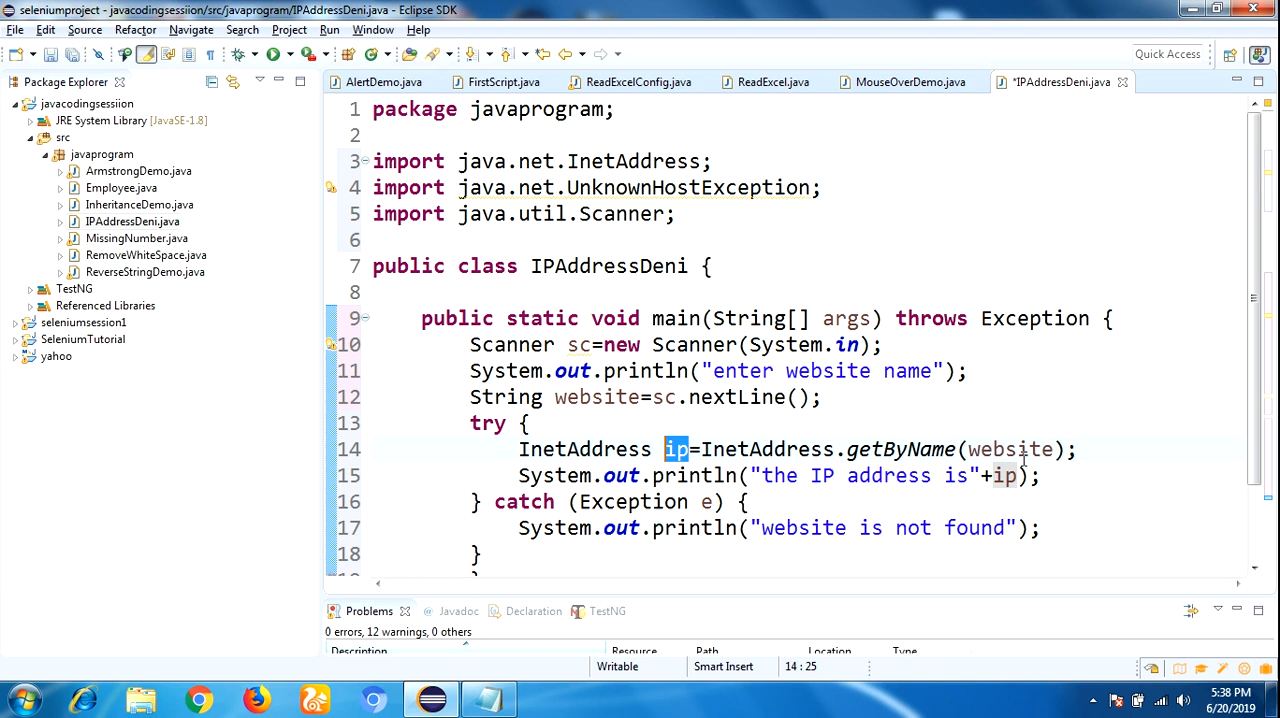 seleniumproject - javacodingsessiion/src/javaprogram/IPAddressDeni.java - Eclipse SDK
File Edit Source Refactor Navigate Search Project Run Window Help
Quick Access
Package Explorer
javacodingsessiion
JRE System Library [JavaSE-1.8]
src
javaprogram
ArmstrongDemo.java
Employee.java
InheritanceDemo.java
IPAddressDeni.java
MissingNumber.java
RemoveWhiteSpace.java
ReverseStringDemo.java
TestNG
Referenced Libraries
seleniumsession1
SeleniumTutorial
yahoo
AlertDemo.java FirstScript.java ReadExcelConfig.java ReadExcel.java MouseOverDemo.java *IPAddressDeni.java
1 package javaprogram;
2
3 import java.net.InetAddress;
4 import java.net.UnknownHostException;
5 import java.util.Scanner;
6
7 public class IPAddressDeni {
8
9 public static void main(String[] args) throws Exception {
10 Scanner sc=new Scanner(System.in);
11 System.out.println("enter website name");
12 String website=sc.nextLine();
13 try {
14 InetAddress ip=InetAddress.getByName(website);
15 System.out.println("the IP address is"+ip);
16 } catch (Exception e) {
17 System.out.println("website is not found");
18 }
Problems Javadoc Declaration TestNG
0 errors, 12 warnings, 0 others
Description Resource Path Location Type
Writable Smart Insert 14 : 25
5:38 PM
6/20/2019